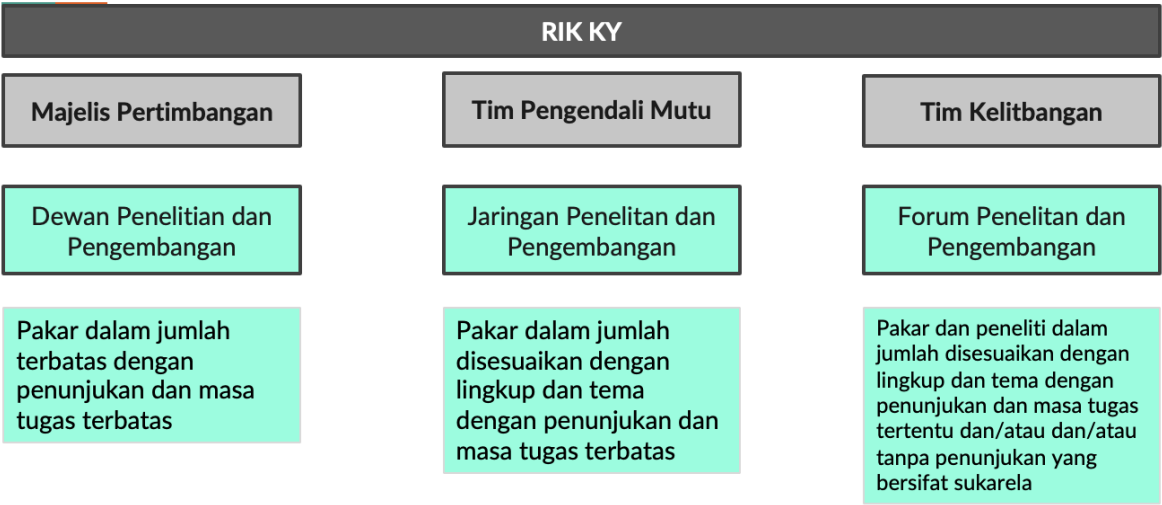 RIK KY
Majelis Pertimbangan
Tim Pengendali Mutu
Tim Kelitbangan
Dewan Penelitian dan
Pengembangan
Jaringan Penelitan dan
Pengembangan
Forum Penelitan dan
Pengembangan
Pakar dalam jumlah
terbatas dengan
penunjukan dan masa
tugas terbatas
Pakar dalam jumlah
disesuaikan dengan
lingkup dan tema
dengan penunjukan dan
masa tugas terbatas
Pakar dan peneliti dalam
jumlah disesuaikan dengan
lingkup dan tema dengan
penunjukan dan masa tugas
tertentu dan/atau dan/atau
tanpa penunjukan yang
bersifat sukarela